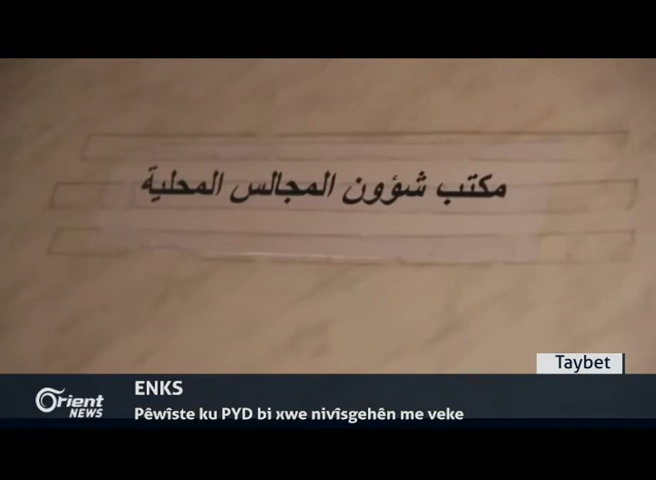 مكتب شؤون المجالس المحلية
Taybet
Orient NEWS
ENKS
Pêwîste ku PYD bi xwe nivîsgehên me veke